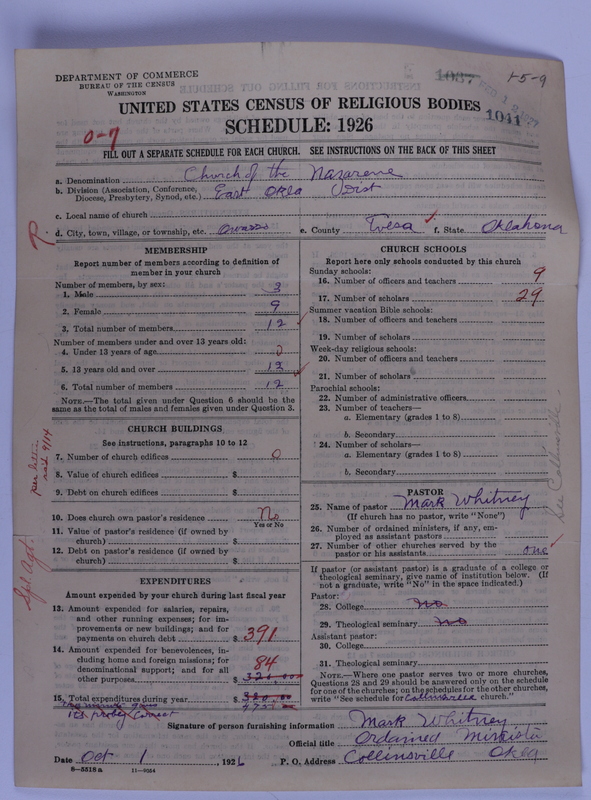 DEPARTMENT OF COMMERCE
BUREAU OF THE CENSUS
WASHINGTON
1037
1-5-9
1041
UNITED STATES CENSUS OF RELIGIOUS BODIES
SCHEDULE: 1926
0-7
FILL OUT A SEPARATE SCHEDULE FOR EACH CHURCH. SEE INSTRUCTIONS ON THE BACK OF THIS SHEET
a. Denomination Church of the Nazarene
b. Division (Association, Conference, Diocese, Presbytery, Synod, etc.) East Okla Dist
c. Local name of church
d. City, town, village, or township, etc. Owasso e. County Tulsa f. State Oklahoma
MEMBERSHIP
Report number of members according to definition of
member in your church
Number of members, by sex:
1. Male 3
2. Female 9
3. Total number of members 12
Number of members under and over 13 years old:
4. Under 13 years of age 0
5. 13 years old and over 12
6. Total number of members 12
NOTE.—The total given under Question 6 should be
same as the total of males and females given under Question 3.
CHURCH BUILDINGS
See instructions, paragraphs 10 to 12
7. Number of church edifices 0
8. Value of church edifices $
9. Debt on church edifices $
10. Does church own pastor's residence No
Yes or No
11. Value of pastor's residence (if owned by
church) $
12. Debt on pastor's residence (if owned by
church) $
EXPENDITURES
Amount expended by your church during last fiscal year
13. Amount expended for salaries, repairs,
and other running expenses; for im-
provements or new buildings; and for
payments on church debt $ 391
14. Amount expended for benevolences, in-
cluding home and foreign missions; for
denominational support; and for all 84
other purposes $
15. Total expenditures during year $
CHURCH SCHOOLS
Report here only schools conducted by this church
Sunday schools:
16. Number of officers and teachers 9
17. Number of scholars 29
Summer vacation Bible schools:
18. Number of officers and teachers
19. Number of scholars
Week-day religious schools:
20. Number of officers and teachers
21. Number of scholars
Parochial schools:
22. Number of administrative officers
23. Number of teachers—
a. Elementary (grades 1 to 8)
b. Secondary
24. Number of scholars—
a. Elementary (grades 1 to 8)
b. Secondary
PASTOR
25. Name of pastor Mark Whitney
(If church has no pastor, write "None")
26. Number of ordained ministers, if any, em-
ployed as assistant pastors
27. Number of other churches served by the
pastor or his assistants one
If pastor (or assistant pastor) is a graduate of a college or
theological seminary, give name of institution below. (If
not a graduate, write "No" in the space indicated.)
Pastor:
28. College no
29. Theological seminary no
Assistant pastor:
30. College
31. Theological seminary
NOTE.—Where one pastor serves two or more churches,
Questions 28 and 29 should be answered only on the schedule
for one of the churches; on the schedules for the other churches,
write "See schedule for Collinsville church."
See Collinsville
Signature of person furnishing information Mark Whitney
Official title Ordained Minister
Date Oct 1, 1926 P. O. Address Collinsville Okla
8-5518 a 11-9054